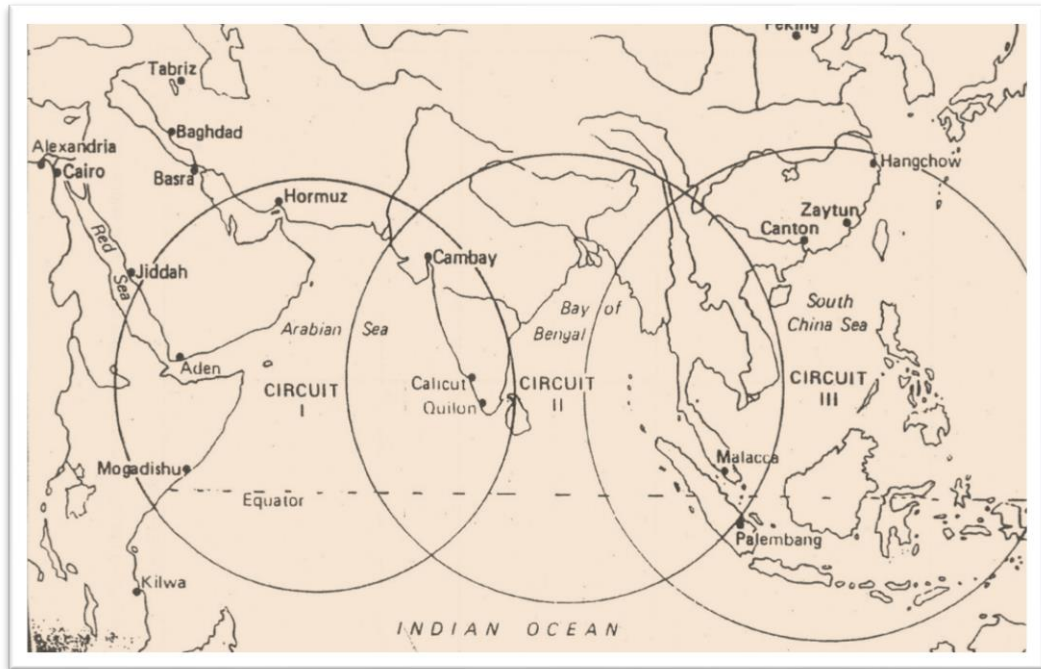 Peking
Tabriz
Baghdad
Alexandria
Cairo
Basra
Hangchow
Hormuz
Zaytun
Canton
Red
Sea
Jiddah
Cambay
Arabian Sea
Bay of
Bengal
South
China Sea
Aden
CIRCUIT
I
Calicut
Quilon
CIRCUIT
II
CIRCUIT
III
Mogadishu
Malacca
Equator
Palembang
Kilwa
INDIAN OCEAN